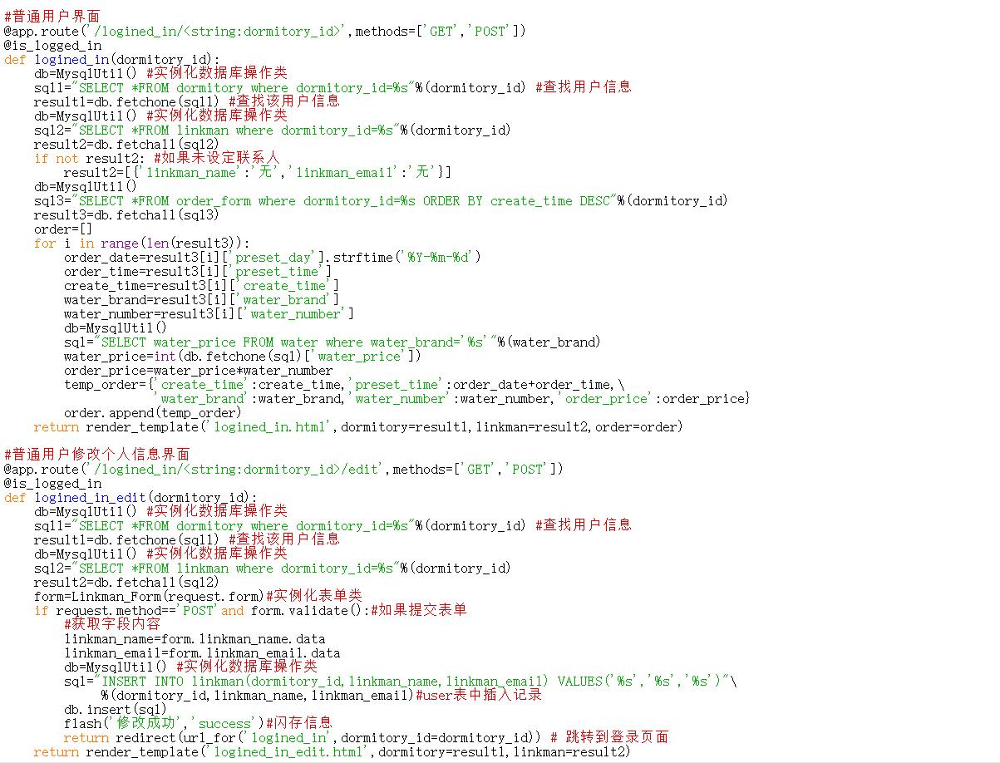 #普通用户界面
@app.route('/logined_in/<string:dormitory_id>',methods=['GET','POST'])
@is_logged_in
def logined_in(dormitory_id):
    db=MysqlUtil() #实例化数据库操作类
    sql1="SELECT *FROM dormitory where dormitory_id=%s"%(dormitory_id) #查找用户信息
    result1=db.fetchone(sql1) #查找该用户信息
    db=MysqlUtil() #实例化数据库操作类
    sql2="SELECT *FROM linkman where dormitory_id=%s"%(dormitory_id)
    result2=db.fetchall(sql2)
    if not result2: #如果未设定联系人
        result2=[{'linkman_name':'无','linkman_email':'无'}]
    db=MysqlUtil()
    sql3="SELECT *FROM order_form where dormitory_id=%s ORDER BY create_time DESC"%(dormitory_id)
    result3=db.fetchall(sql3)
    order=[]
    for i in range(len(result3)):
        order_date=result3[i]['preset_day'].strftime('%Y-%m-%d')
        order_time=result3[i]['preset_time']
        create_time=result3[i]['create_time']
        water_brand=result3[i]['water_brand']
        water_number=result3[i]['water_number']
        db=MysqlUtil()
        sql="SELECT water_price FROM water where water_brand='%s'"%(water_brand)
        water_price=int(db.fetchone(sql)['water_price'])
        order_price=water_price*water_number
        temp_order={'create_time':create_time,'preset_time':order_date+order_time,\
                    'water_brand':water_brand,'water_number':water_number,'order_price':order_price}
        order.append(temp_order)
    return render_template('logined_in.html',dormitory=result1,linkman=result2,order=order)
#普通用户修改个人信息界面
@app.route('/logined_in/<string:dormitory_id>/edit',methods=['GET','POST'])
@is_logged_in
def logined_in_edit(dormitory_id):
    db=MysqlUtil() #实例化数据库操作类
    sql1="SELECT *FROM dormitory where dormitory_id=%s"%(dormitory_id) #查找用户信息
    result1=db.fetchone(sql1) #查找该用户信息
    db=MysqlUtil() #实例化数据库操作类
    sql2="SELECT *FROM linkman where dormitory_id=%s"%(dormitory_id)
    result2=db.fetchall(sql2)
    form=Linkman_Form(request.form)#实例化表单类
    if request.method=='POST'and form.validate():#如果提交表单
        #获取字段内容
        linkman_name=form.linkman_name.data
        linkman_email=form.linkman_email.data
        db=MysqlUtil() #实例化数据库操作类
        sql="INSERT INTO linkman(dormitory_id,linkman_name,linkman_email) VALUES('%s','%s','%s')"\
             %(dormitory_id,linkman_name,linkman_email)#user表中插入记录
        db.insert(sql)
        flash('修改成功','success')#闪存信息
        return redirect(url_for('logined_in',dormitory_id=dormitory_id)) # 跳转到登录页面
    return render_template('logined_in_edit.html',dormitory=result1,linkman=result2)